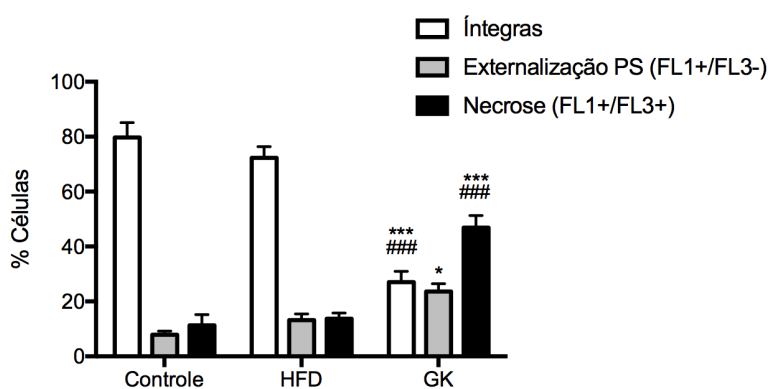 Íntegras
Externalização PS (FL1+/FL3-)
Necrose (FL1+/FL3+)
100
80
60
40
20
0
% Células
***
###
*
***
###
Controle
HFD
GK